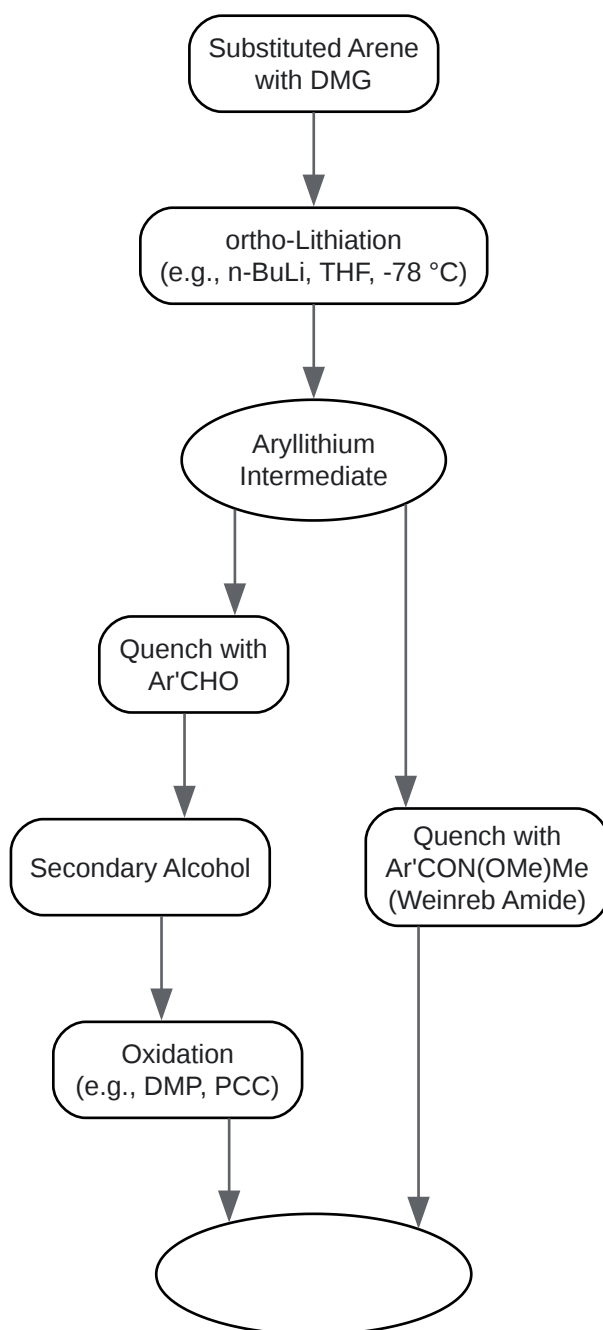 Substituted Arene
with DMG
ortho-Lithiation
(e.g., n-BuLi, THF, -78 °C)
Aryllithium
Intermediate
Quench with
Ar'CHO
Secondary Alcohol
Quench with
Ar'CON(OMe)Me
(Weinreb Amide)
Oxidation
(e.g., DMP, PCC)